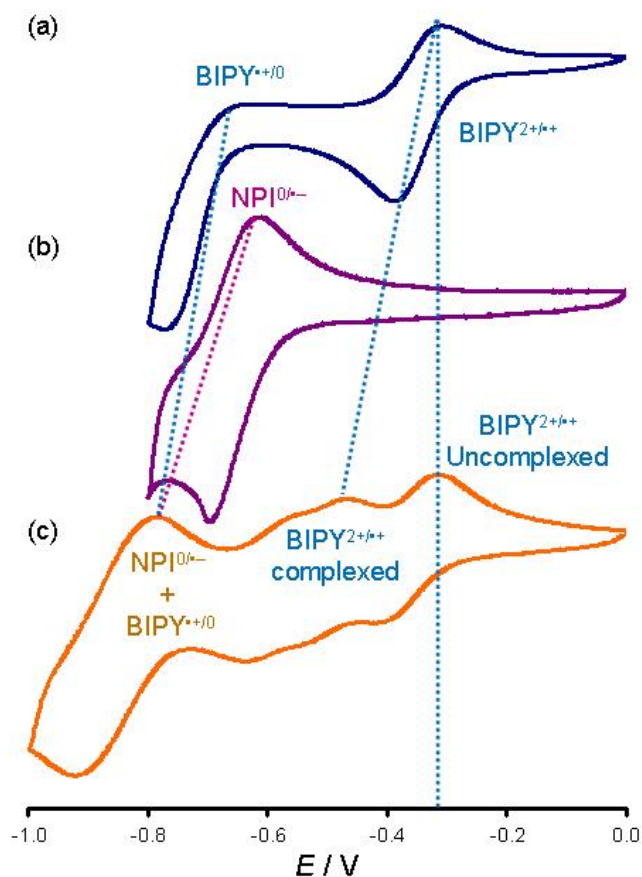 (a)
BIPY•+/0
BIPY2+/•+
NPI0/•−
(b)
BIPY2+/•+
Uncomplexed
(c)
BIPY2+/•+
complexed
NPI0/•−
+
BIPY•+/0
-1.0 -0.8 -0.6 -0.4 -0.2 0.0
E / V